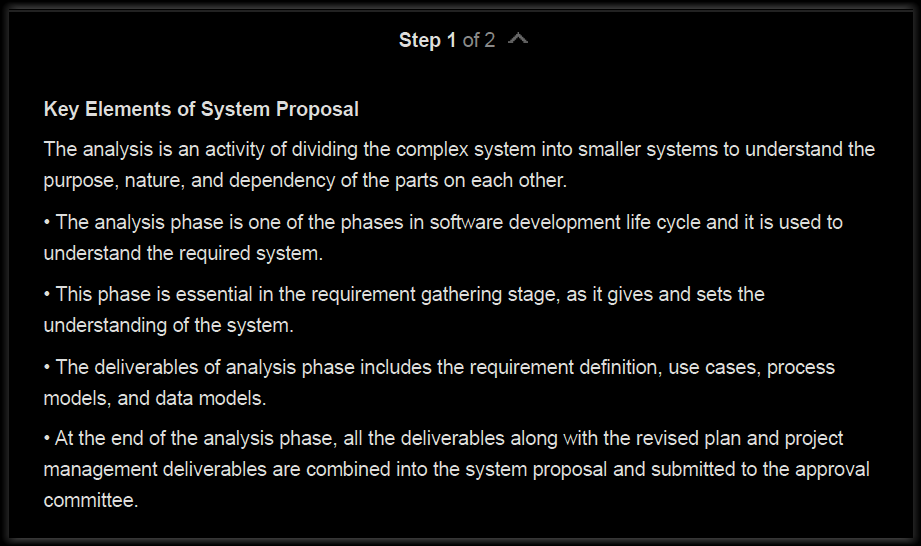 Step 1 of 2
Key Elements of System Proposal
The analysis is an activity of dividing the complex system into smaller systems to understand the
purpose, nature, and dependency of the parts on each other.
• The analysis phase is one of the phases in software development life cycle and it is used to
understand the required system.
• This phase is essential in the requirement gathering stage, as it gives and sets the
understanding of the system.
• The deliverables of analysis phase includes the requirement definition, use cases, process
models, and data models.
• At the end of the analysis phase, all the deliverables along with the revised plan and project
management deliverables are combined into the system proposal and submitted to the approval
committee.